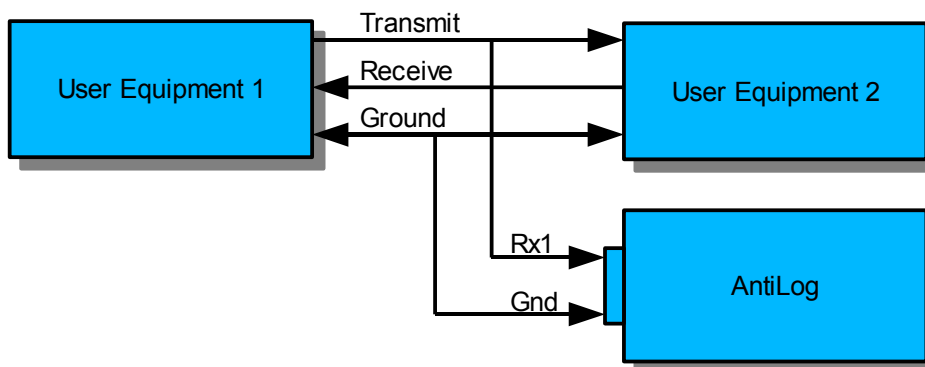 Transmit
User Equipment 1
Receive
User Equipment 2
Ground
Rx1
AntiLog
Gnd